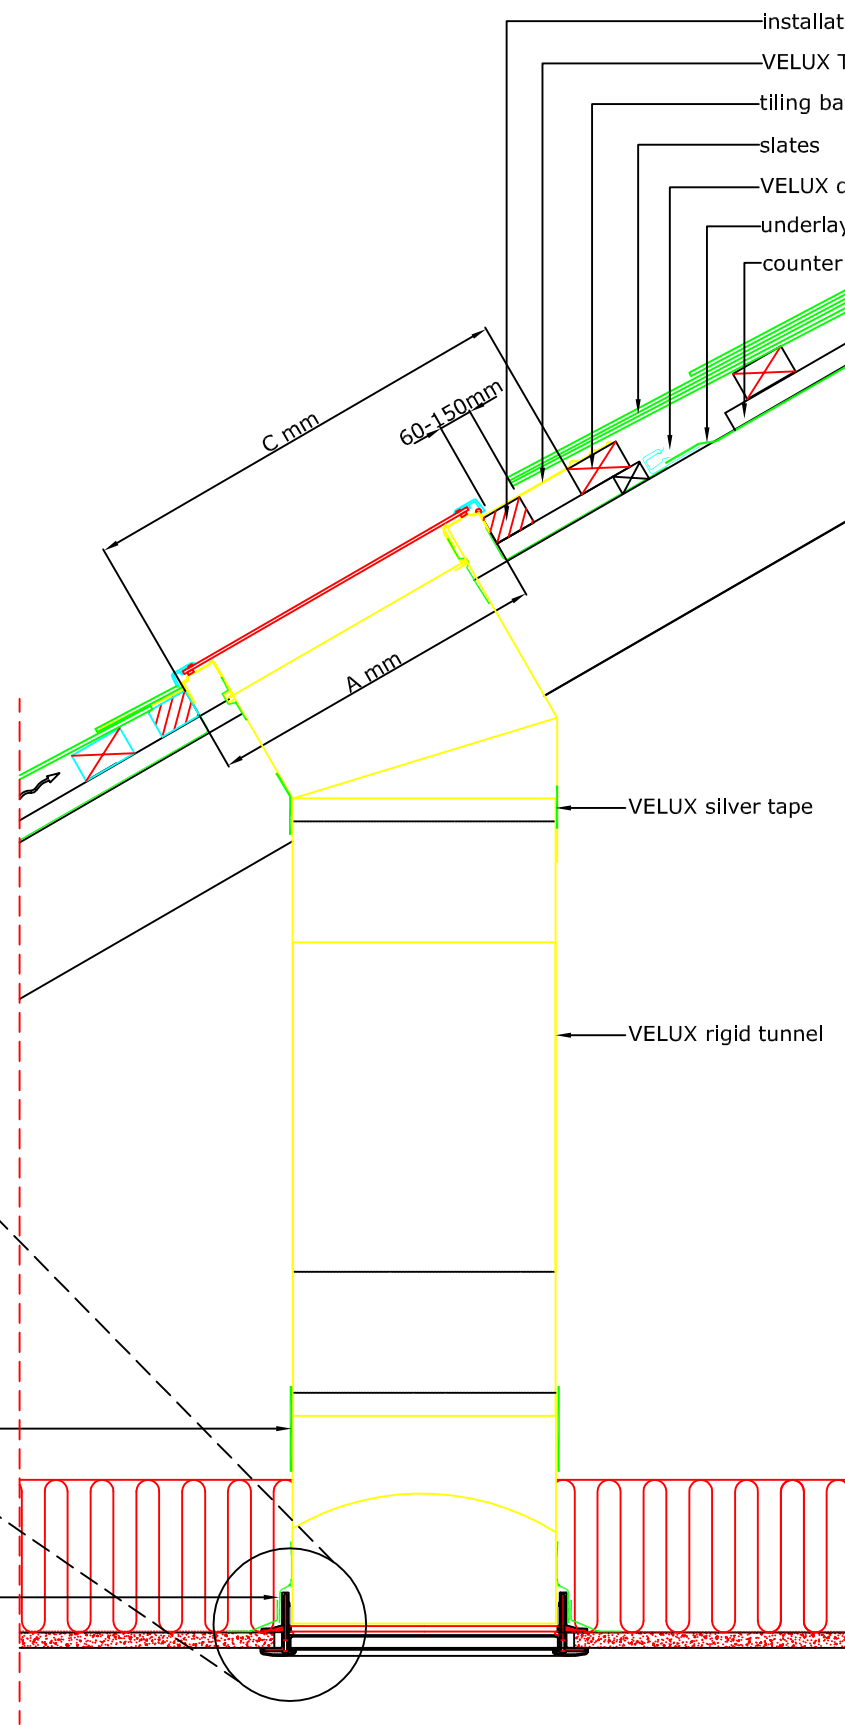 installat
VELUX T
tiling ba
slates
VELUX d
underlay
counter
C mm
60-150mm
A mm
VELUX silver tape
VELUX rigid tunnel